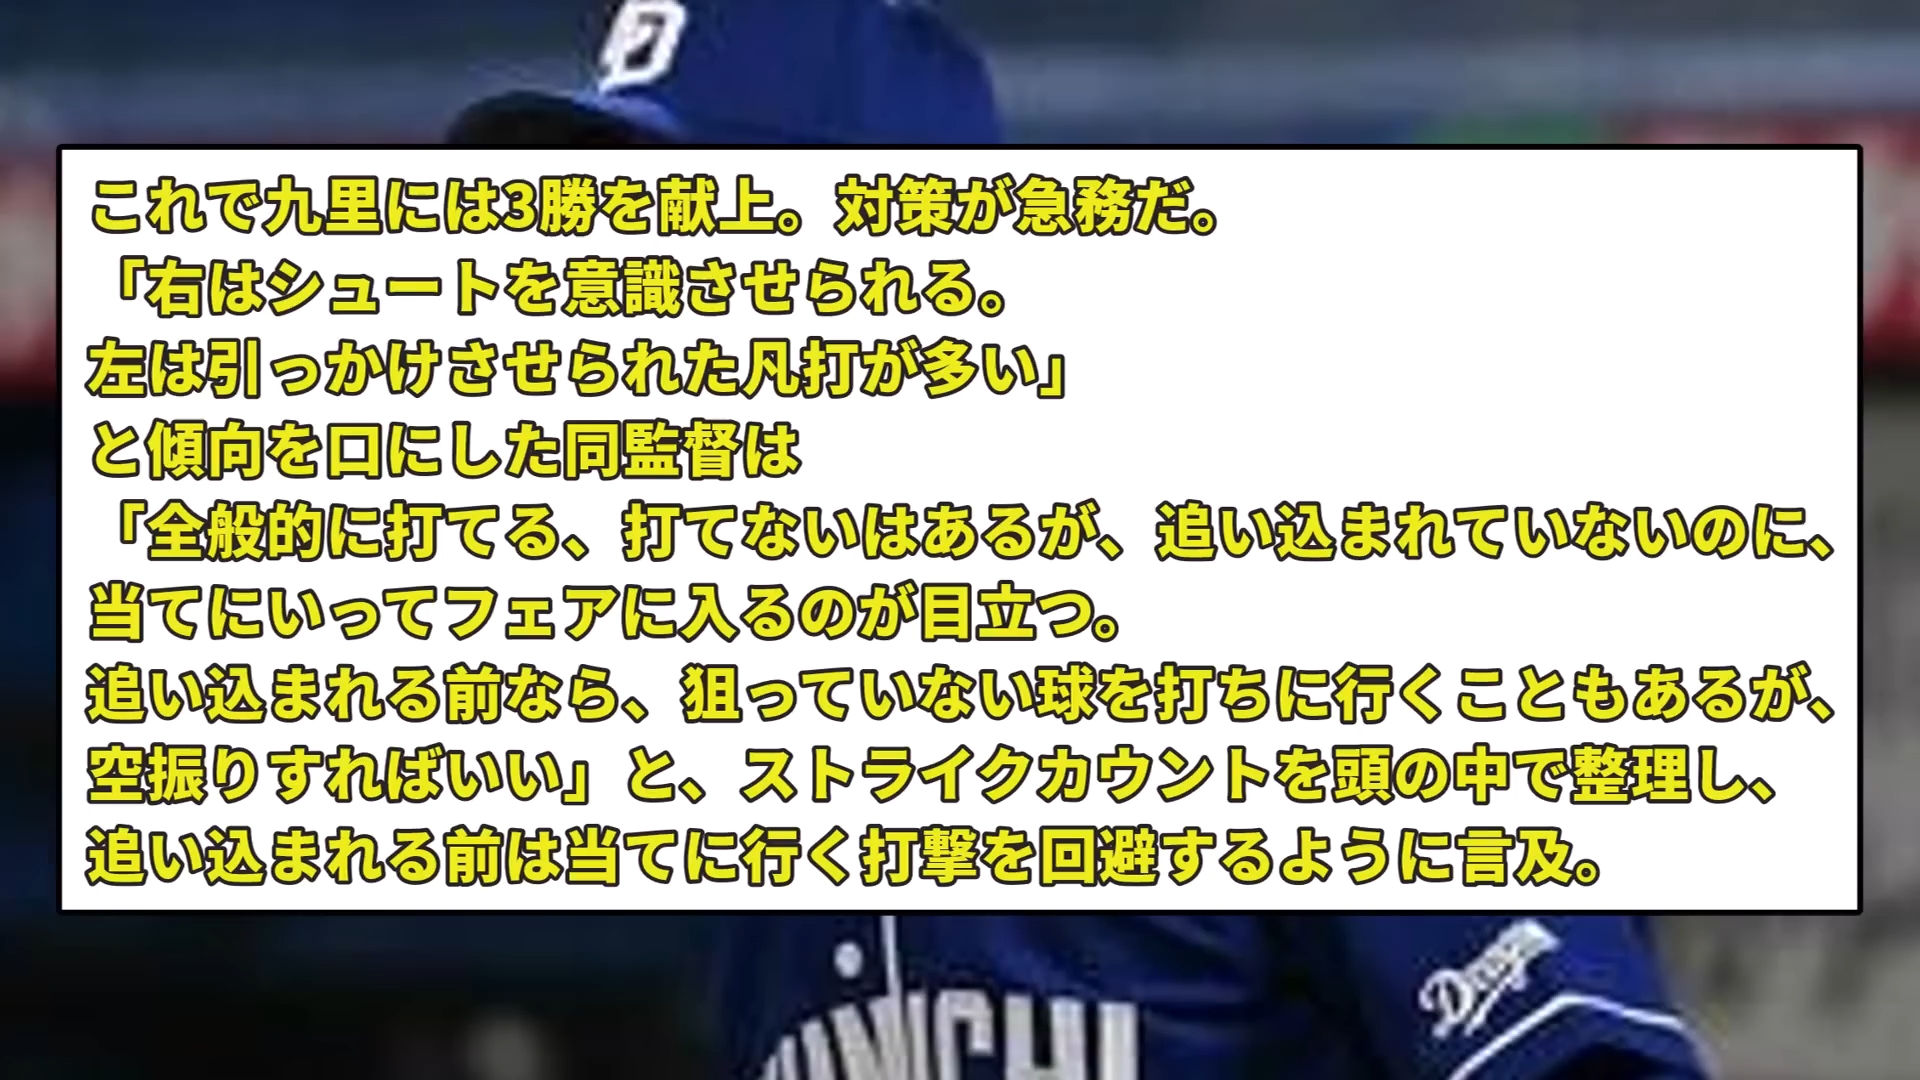 D
これで九里には3勝を献上。対策が急務だ。
「右はシュートを意識させられる。
左は引っかけさせられた凡打が多い」
と傾向を口にした同監督は
「全般的に打てる、打てないはあるが、追い込まれていないのに、
当てにいってフェアに入るのが目立つ。
追い込まれる前なら、狙っていない球を打ちに行くこともあるが、
空振りすればいい」と、ストライクカウントを頭の中で整理し、
追い込まれる前は当てに行く打撃を回避するように言及。
Dragons